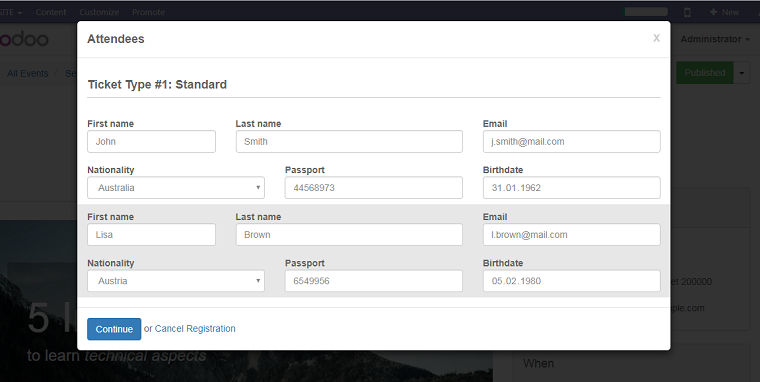 SITE Content Customize Promote + New
odoo Administrator
All Events Se Published
Attendees x
Ticket Type #1: Standard
First name Last name Email
John Smith j.smith@mail.com
Nationality Passport Birthdate
Australia 44568973 31.01.1962
First name Last name Email
Lisa Brown l.brown@mail.com
Nationality Passport Birthdate
Austria 6549956 05.02.1980
et 200000
ple.com
5 I
Continue or Cancel Registration
to learn technical aspects
When